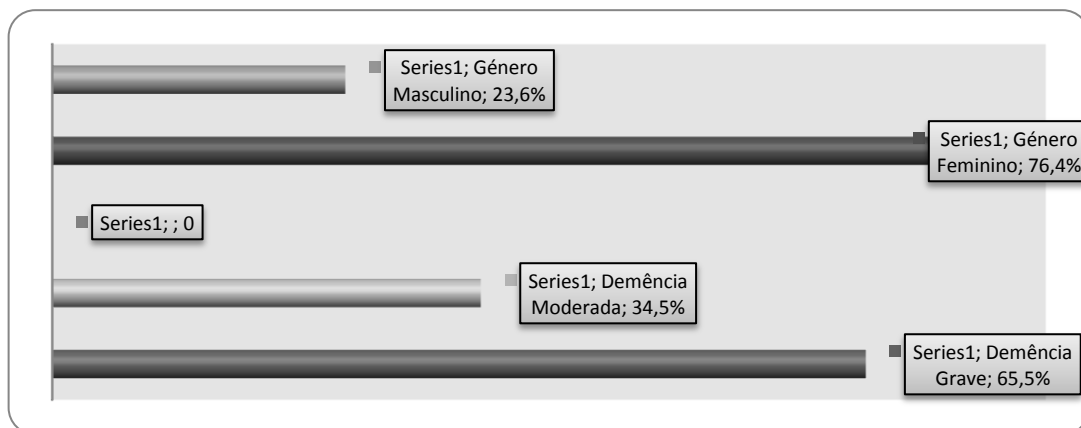 Series1; Género
Masculino; 23,6%
Series1; Género
Feminino; 76,4%
Series1; ; 0
Series1; Demência
Moderada; 34,5%
Series1; Demência
Grave; 65,5%